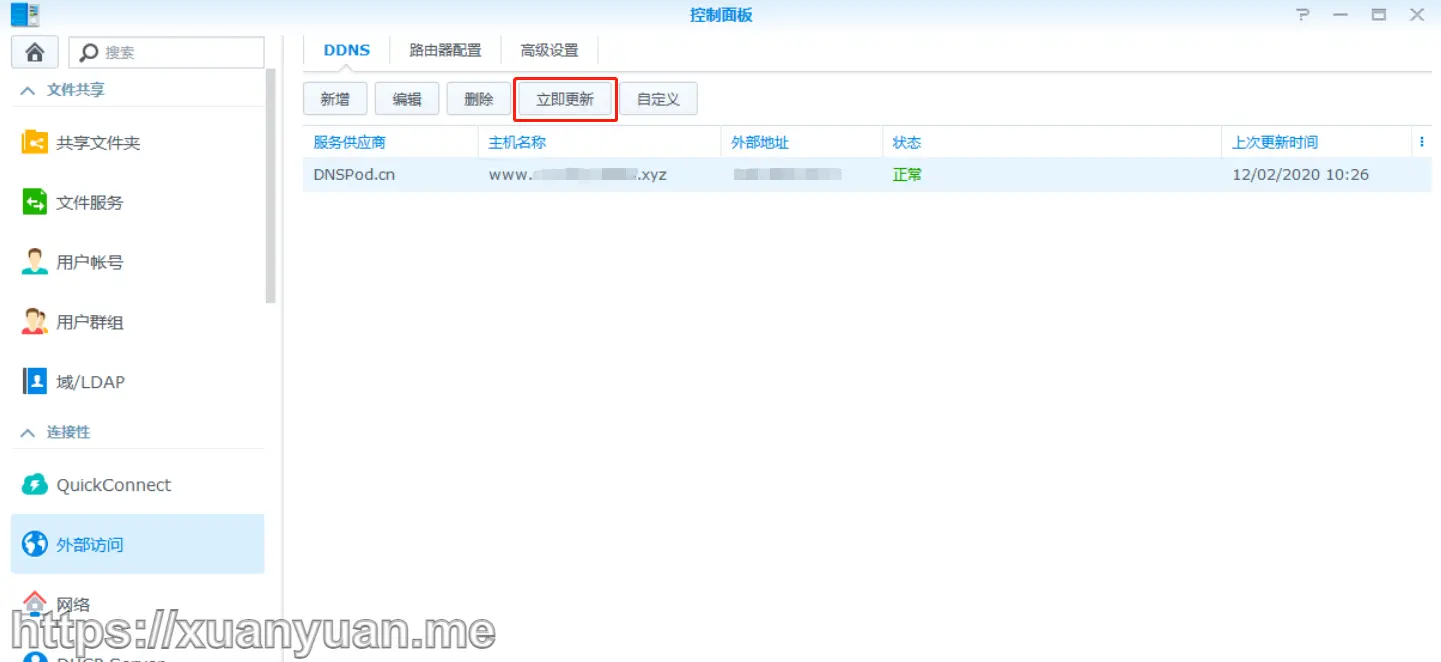 控制面板
搜索
DDNS 路由器配置 高级设置
文件共享
新增 编辑 删除 立即更新 自定义
服务供应商 主机名称 外部地址 状态 上次更新时间
共享文件夹
DNSPod.cn www. .xyz 正常 12/02/2020 10:26
文件服务
用户帐号
用户群组
域/LDAP
连接性
QuickConnect
外部访问
网络
https://xuanyuan.me
DHCP Server